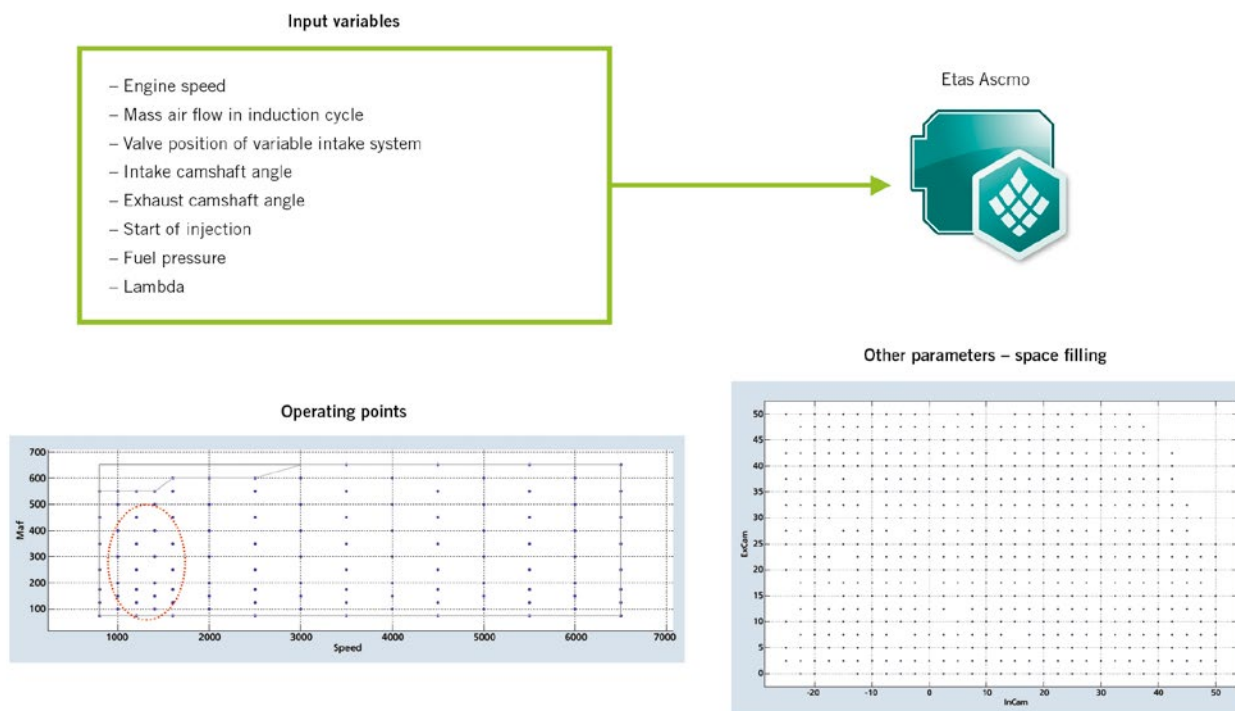 Input variables
– Engine speed
– Mass air flow in induction cycle
– Valve position of variable intake system
– Intake camshaft angle
– Exhaust camshaft angle
– Start of injection
– Fuel pressure
– Lambda
Etas Ascmo
Operating points
700
600
500
400
300
200
100
Maf
1000 2000 3000 4000 5000 6000 7000
Speed
Other parameters – space filling
50
45
40
35
30
25
20
15
10
5
0
ExCam
-20 -10 0 10 20 30 40 50
InCam